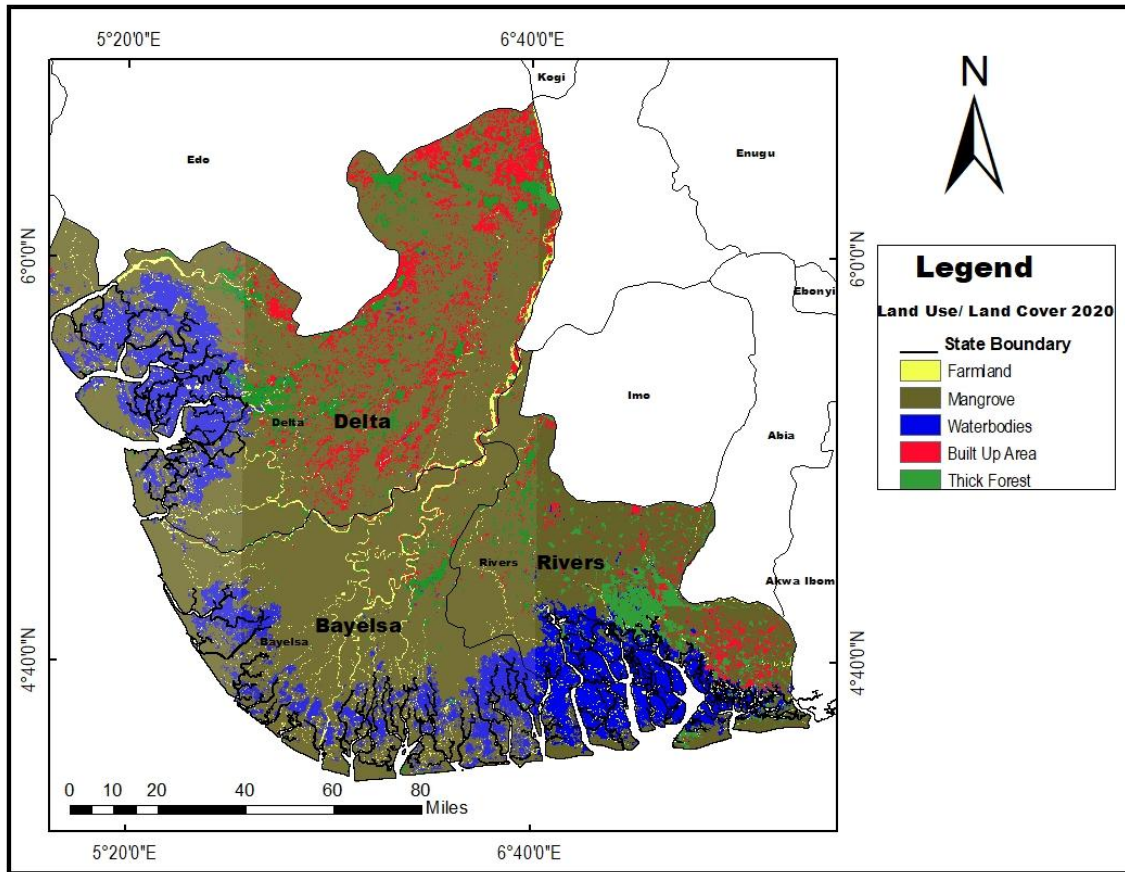 5°20'0"E 6°40'0"E
Kogi
Edo
Enugu
6°0'0"N 6°0'0"N
Ebonyi
Imo
Abia
Delta
Delta
Rivers
Rivers
Akwa Ibom
Bayelsa
Bayelsa
4°40'0"N 4°40'0"N
0 10 20 40 60 80
Miles
5°20'0"E 6°40'0"E
N
Legend
Land Use/ Land Cover 2020
State Boundary
Farmland
Mangrove
Waterbodies
Built Up Area
Thick Forest